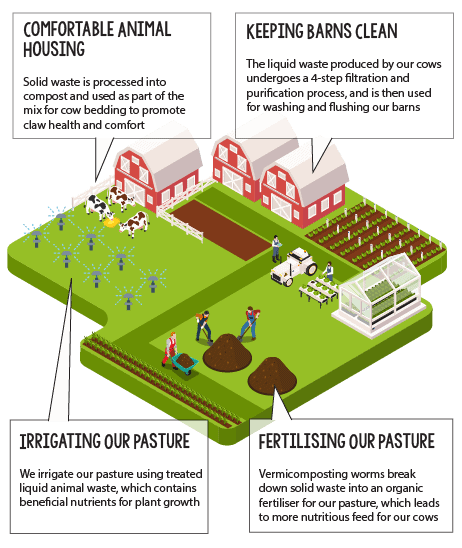 COMFORTABLE ANIMAL
HOUSING
Solid waste is processed into
compost and used as part of the
mix for cow bedding to promote
claw health and comfort
KEEPING BARNS CLEAN
The liquid waste produced by our cows
undergoes a 4-step filtration and
purification process, and is then used
for washing and flushing our barns
IRRIGATING OUR PASTURE
We irrigate our pasture using treated
liquid animal waste, which contains
beneficial nutrients for plant growth
FERTILISING OUR PASTURE
Vermicomposting worms break
down solid waste into an organic
fertiliser for our pasture, which leads
to more nutritious feed for our cows